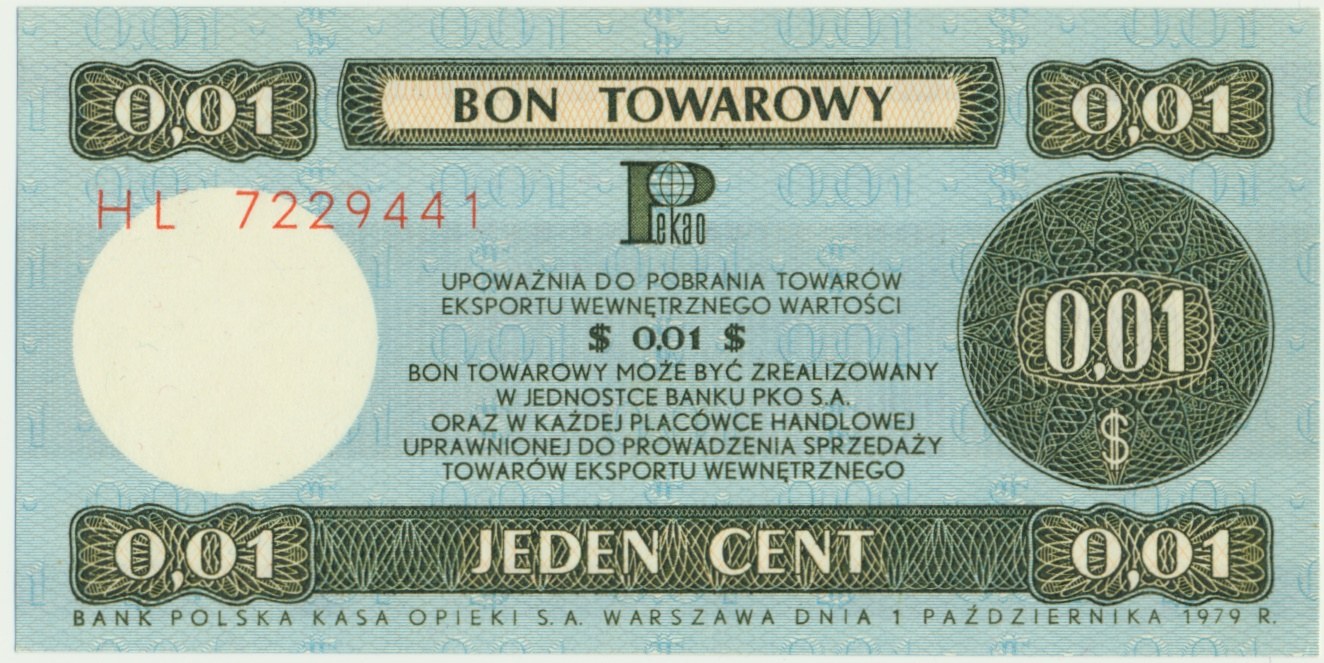 0,01 BON TOWAROWY 0,01
HL 7229441
Pekao
UPOWAŻNIA DO POBRANIA TOWARÓW
EKSPORTU WEWNĘTRZNEGO WARTOŚCI
$ 0.01 $
BON TOWAROWY MOŻE BYĆ ZREALIZOWANY
W JEDNOSTCE BANKU PKO S.A.
ORAZ W KAŻDEJ PLACÓWCE HANDLOWEJ
UPRAWNIONEJ DO PROWADZENIA SPRZEDAŻY
TOWARÓW EKSPORTU WEWNĘTRZNEGO
0,01
$
0,01 JEDEN CENT 0,01
BANK POLSKA KASA OPIEKI S.A. WARSZAWA DNIA 1 PAŹDZIERNIKA 1979 R.